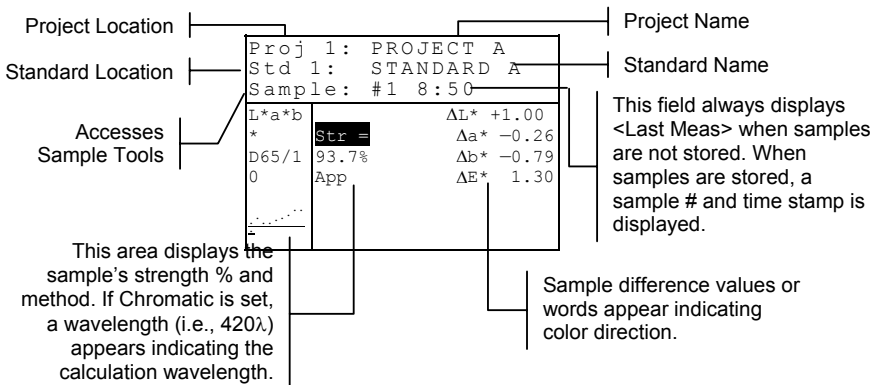 Project Location
Project Name
Proj 1: PROJECT A
Standard Location
Std 1: STANDARD A
Standard Name
Sample: #1 8:50
Accesses
Sample Tools
This field always displays
<Last Meas> when samples
are not stored. When
samples are stored, a
sample # and time stamp is
displayed.
L*a*b
*
D65/1
0
Str =
93.7%
App
ΔL* +1.00
Δa* −0.26
Δb* −0.79
ΔE* 1.30
This area displays the
sample's strength % and
method. If Chromatic is set,
a wavelength (i.e., 420λ)
appears indicating the
calculation wavelength.
Sample difference values or
words appear indicating
color direction.